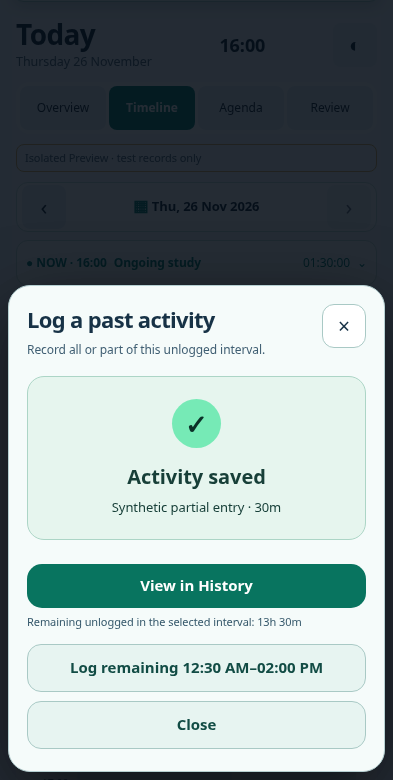 Today
16:00
Thursday 26 November
Overview
Timeline
Agenda
Review
Isolated Preview · test records only
‹
Thu, 26 Nov 2026
›
• NOW · 16:00 Ongoing study
01:30:00
Log a past activity
×
Record all or part of this unlogged interval.
✓
Activity saved
Synthetic partial entry · 30m
View in History
Remaining unlogged in the selected interval: 13h 30m
Log remaining 12:30 AM–02:00 PM
Close